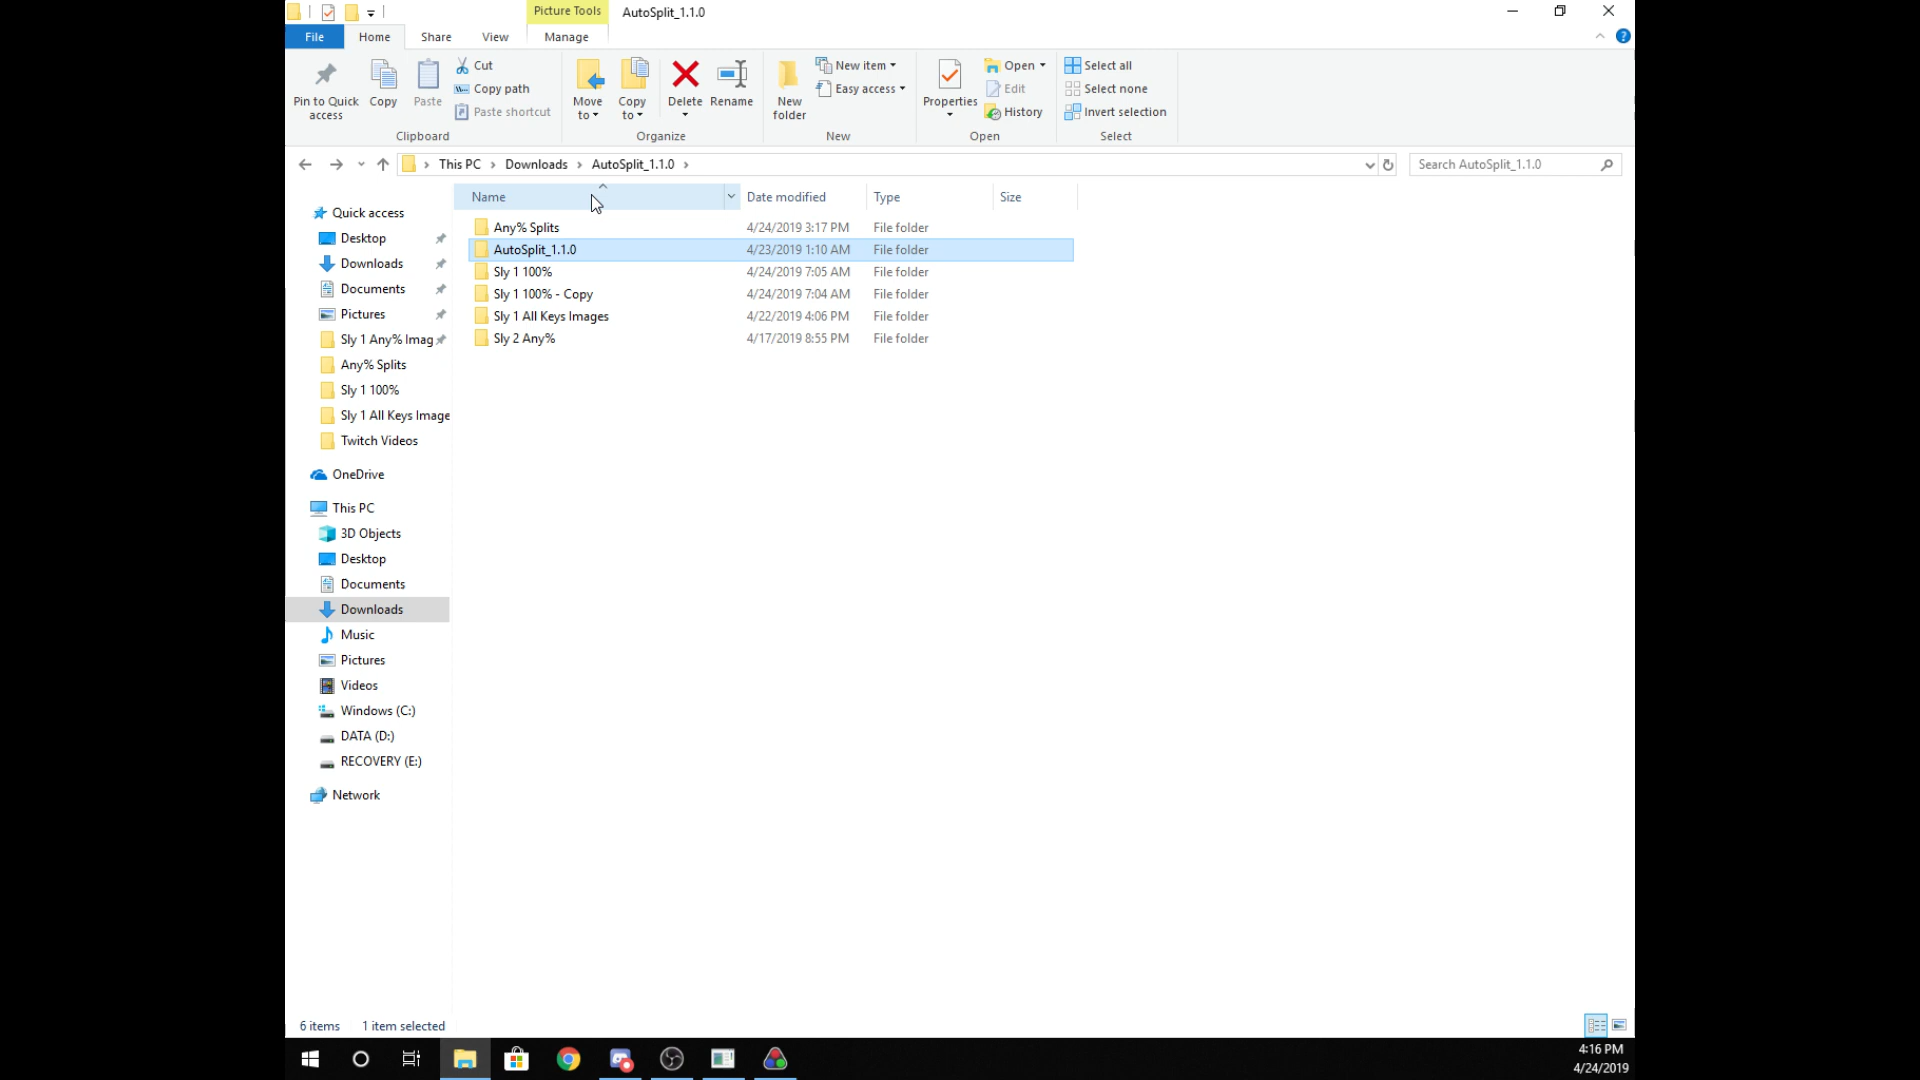 Picture Tools AutoSplit_1.1.0
File Home Share View Manage
Pin to Quick access
Copy
Paste
Cut
Copy path
Paste shortcut
Clipboard
Move to
Copy to
Delete
Rename
Organize
New folder
New item
Easy access
New
Properties
Open
Edit
History
Open
Select all
Select none
Invert selection
Select
This PC > Downloads > AutoSplit_1.1.0 >
Search AutoSplit_1.1.0
Name Date modified Type Size
Any% Splits 4/24/2019 3:17 PM File folder
AutoSplit_1.1.0 4/23/2019 1:10 AM File folder
Sly 1 100% 4/24/2019 7:05 AM File folder
Sly 1 100% - Copy 4/24/2019 7:04 AM File folder
Sly 1 All Keys Images 4/22/2019 4:06 PM File folder
Sly 2 Any% 4/17/2019 8:55 PM File folder
Quick access
Desktop
Downloads
Documents
Pictures
Sly 1 Any% Imag
Any% Splits
Sly 1 100%
Sly 1 All Keys Image
Twitch Videos
OneDrive
This PC
3D Objects
Desktop
Documents
Downloads
Music
Pictures
Videos
Windows (C:)
DATA (D:)
RECOVERY (E:)
Network
6 items 1 item selected
4:16 PM
4/24/2019